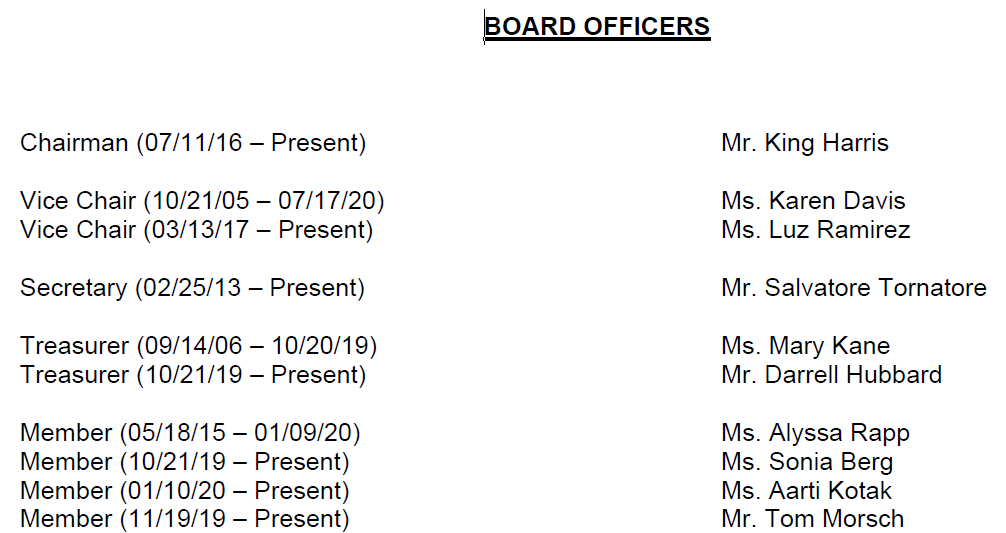 BOARD OFFICERS
Chairman (07/11/16 – Present) Mr. King Harris
Vice Chair (10/21/05 – 07/17/20) Ms. Karen Davis
Vice Chair (03/13/17 – Present) Ms. Luz Ramirez
Secretary (02/25/13 – Present) Mr. Salvatore Tornatore
Treasurer (09/14/06 – 10/20/19) Ms. Mary Kane
Treasurer (10/21/19 – Present) Mr. Darrell Hubbard
Member (05/18/15 – 01/09/20) Ms. Alyssa Rapp
Member (10/21/19 – Present) Ms. Sonia Berg
Member (01/10/20 – Present) Ms. Aarti Kotak
Member (11/19/19 – Present) Mr. Tom Morsch